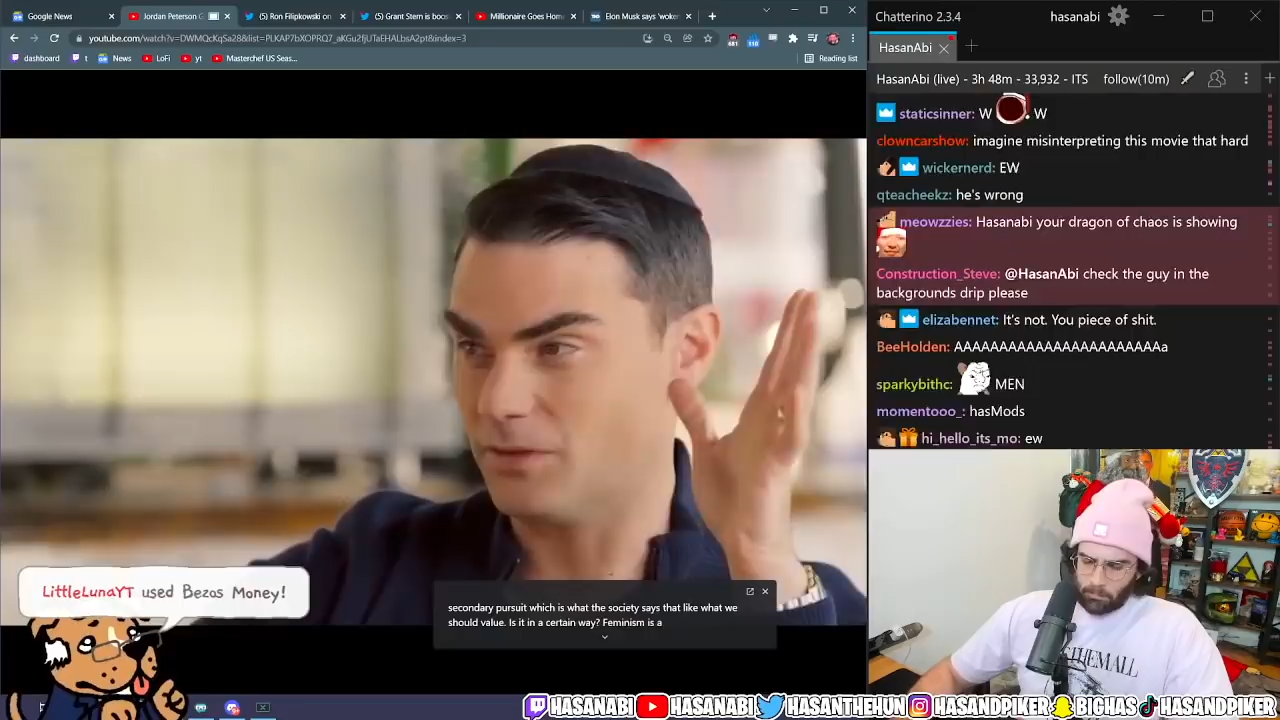 Google News
Jordan Peterson G
(5) Ron Filipkowski on
(5) Grant Stern is boos
Millionaire Goes Hom
Elon Musk says 'woke
youtube.com/watch?v=DWMQcKqSa28&list=PLKAP7bXOPRQ7_aKGu2fjUTaEHALbsA2pt&index=3
681
110
dashboard
t
News
LoFi
yt
Masterchef US Seas...
Reading list
LittleLunaYT used Bezos Money!
secondary pursuit which is what the society says that like what we
should value. Is it in a certain way? Feminism is a
Chatterino 2.3.4
hasanabi
HasanAbi
HasanAbi (live) - 3h 48m - 33,932 - ITS
follow(10m)
staticsinner: W . W
clowncarshow: imagine misinterpreting this movie that hard
wickernerd: EW
qteacheekz: he's wrong
meowzzies: Hasanabi your dragon of chaos is showing
Construction_Steve: @HasanAbi check the guy in the
backgrounds drip please
elizabennet: It's not. You piece of shit.
BeeHolden: AAAAAAAAAAAAAAAAAAAAAAAa
sparkybithc: MEN
momentooo_: hasMods
hi_hello_its_mo: ew
HASANABI HASANABI HASANTHEHUN HASANDPIKER BIGHAS HASANDPIKER